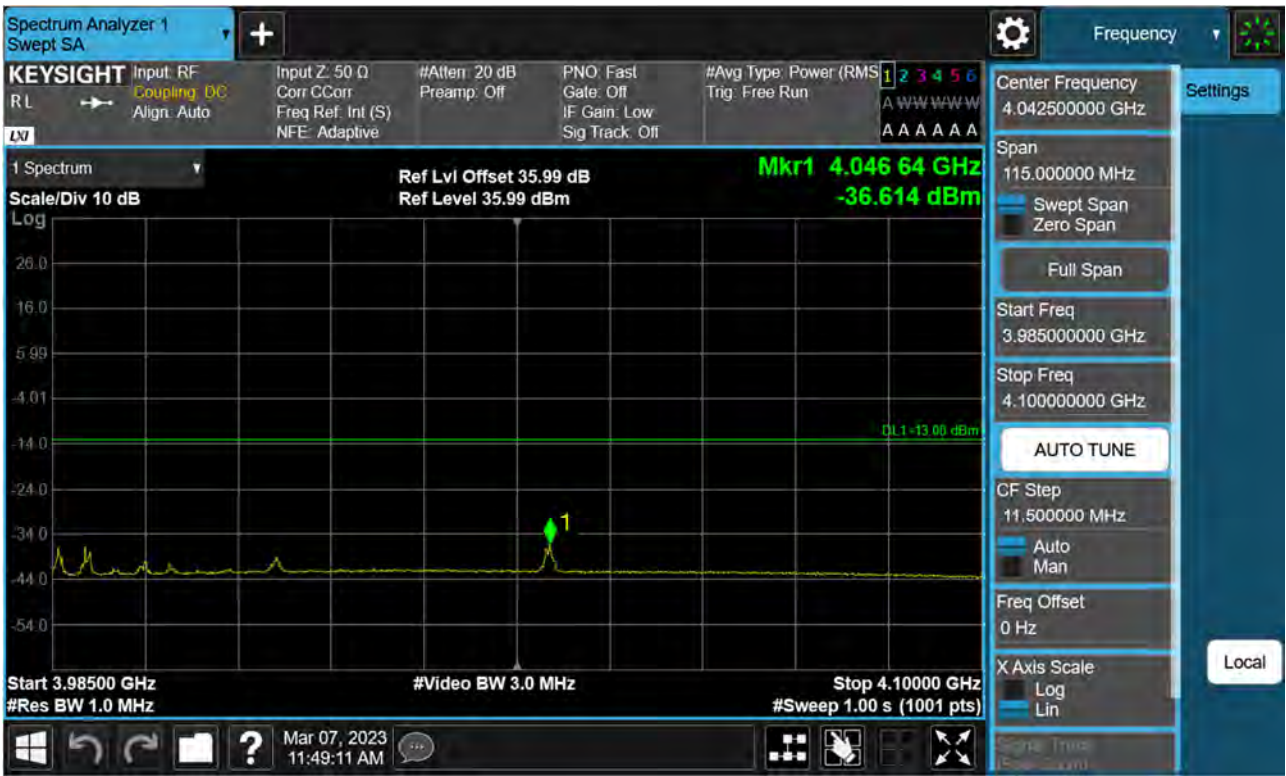 Spectrum Analyzer 1
Swept SA
+
Frequency
KEYSIGHT
RL
LXI
Input: RF
Coupling: DC
Align: Auto
Input Z: 50 Ω
Corr CCorr
Freq Ref: Int (S)
NFE: Adaptive
#Atten: 20 dB
Preamp: Off
PNO: Fast
Gate: Off
IF Gain: Low
Sig Track: Off
#Avg Type: Power (RMS
Trig: Free Run
1 2 3 4 5 6
A W W W W W
A A A A A A
1 Spectrum
Scale/Div 10 dB
Log
Ref Lvl Offset 35.99 dB
Ref Level 35.99 dBm
Mkr1 4.046 64 GHz
-36.614 dBm
26.0
16.0
5.99
-4.01
-14.0
-24.0
-34.0
-44.0
-54.0
DL1 -13.00 dBm
1
Start 3.98500 GHz
#Res BW 1.0 MHz
#Video BW 3.0 MHz
Stop 4.10000 GHz
#Sweep 1.00 s (1001 pts)
Center Frequency
4.042500000 GHz
Span
115.000000 MHz
Swept Span
Zero Span
Full Span
Start Freq
3.985000000 GHz
Stop Freq
4.100000000 GHz
AUTO TUNE
CF Step
11.500000 MHz
Auto
Man
Freq Offset
0 Hz
X Axis Scale
Log
Lin
Settings
Local
?
Mar 07, 2023
11:49:11 AM